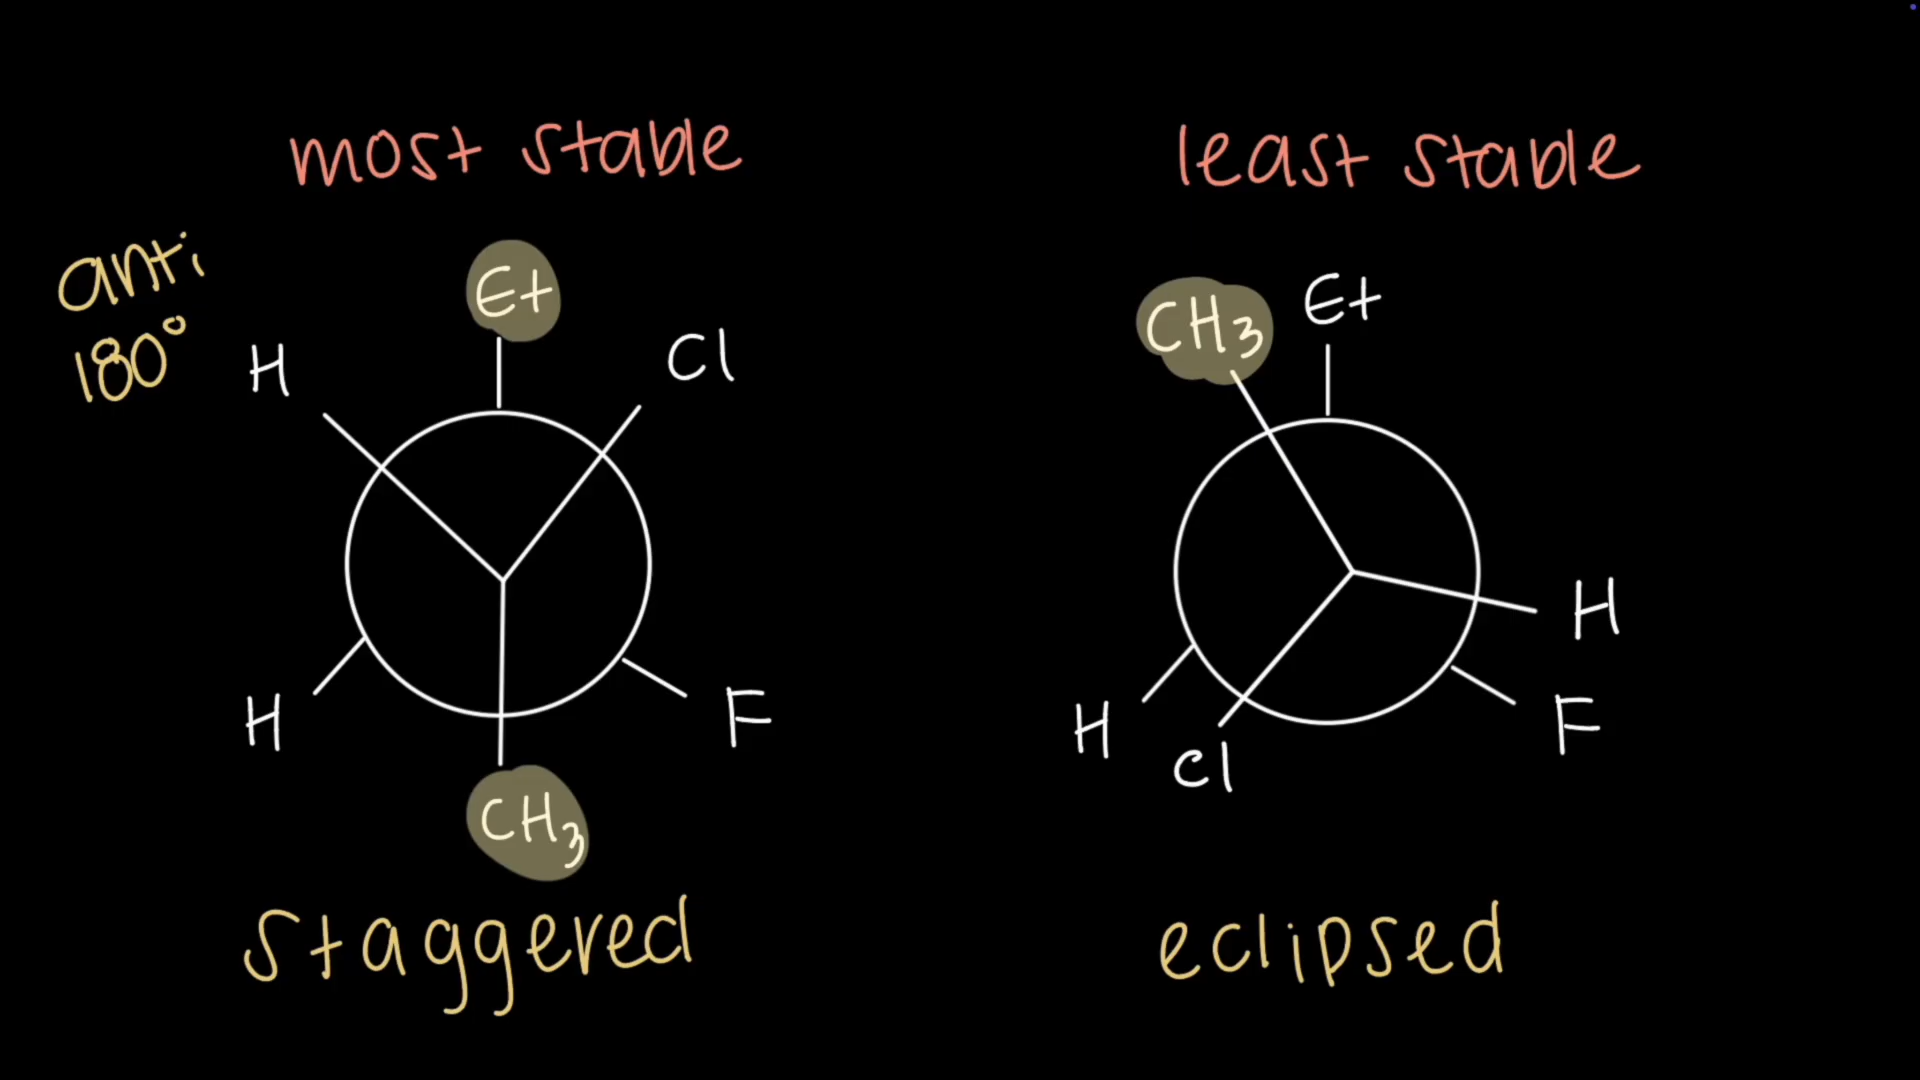 most stable
least stable
anti
180°
Et
H
Cl
H
F
CH3
CH3
Et
H
H
F
Cl
staggered
eclipsed